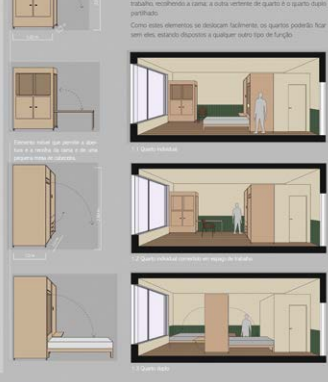 trabalho, recolhendo a cama; a outra vertente de quarto é o quarto duplo
partilhado.
Como estes elementos se deslocam facilmente, os quartos poderão ficar
sem eles, estando dispostos a qualquer outro tipo de função.
Elemento móvel que permite a aber-
tura e a recolha da cama e de uma
pequena mesa de cabeceira.
1.1 Quarto individual
1.2 Quarto individual convertido em espaço de trabalho
1.3 Quarto duplo